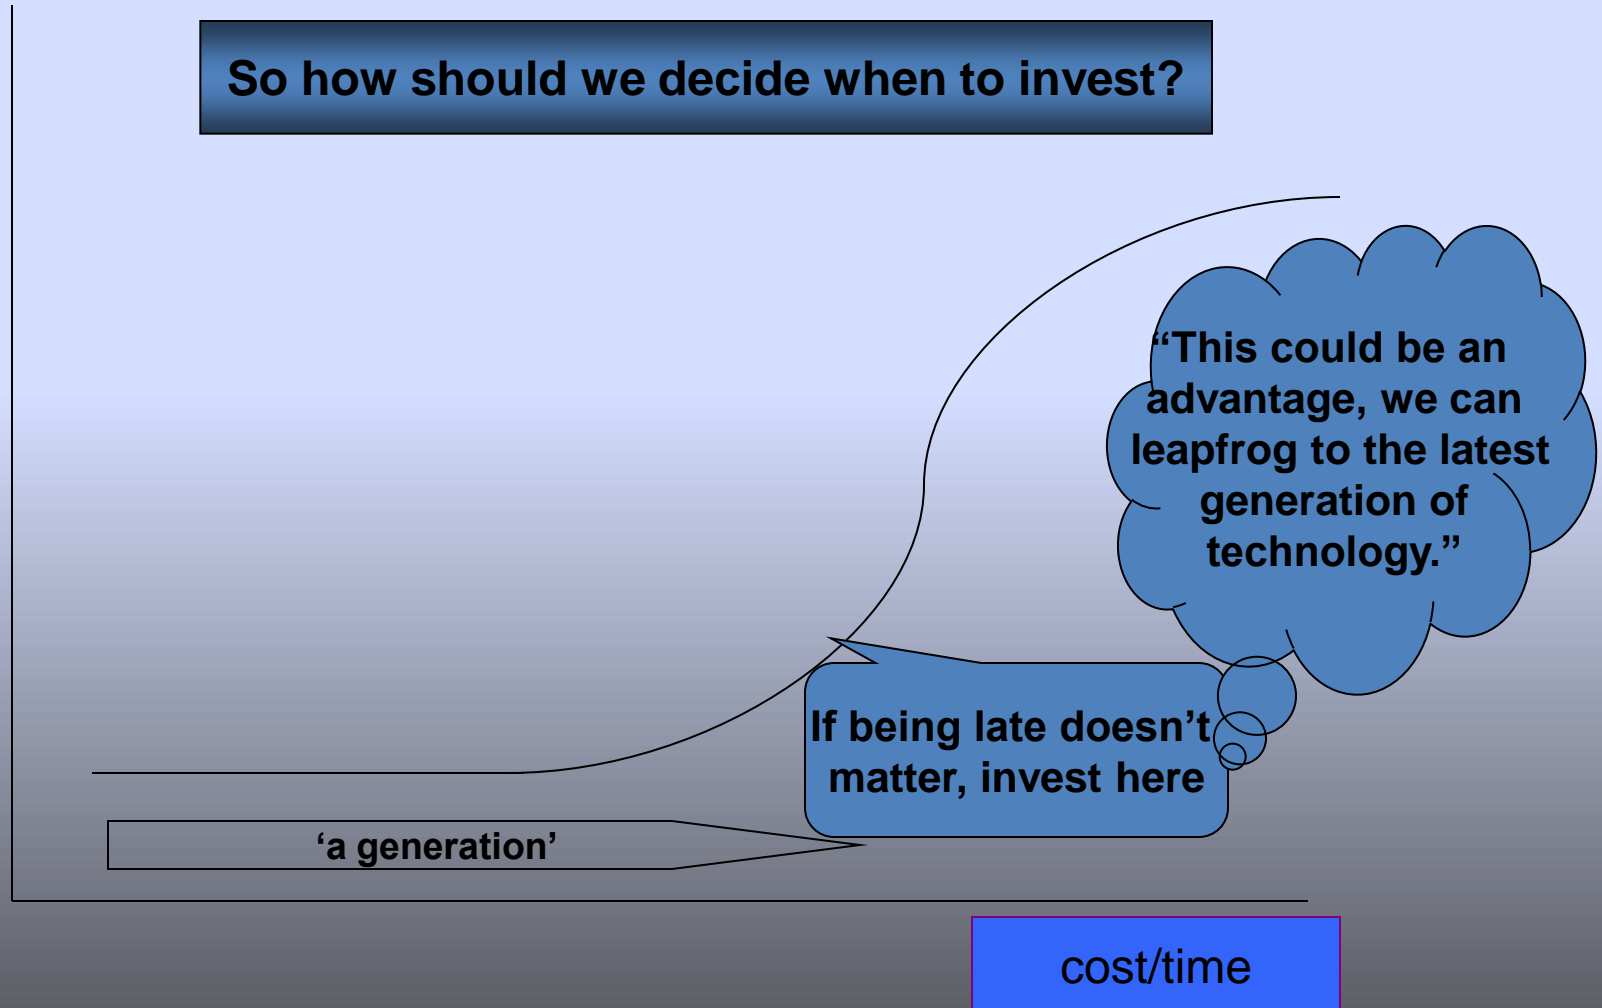 So how should we decide when to invest?
“This could be an
advantage, we can
leapfrog to the latest
generation of
technology.”
If being late doesn’t
matter, invest here
‘a generation’
cost/time